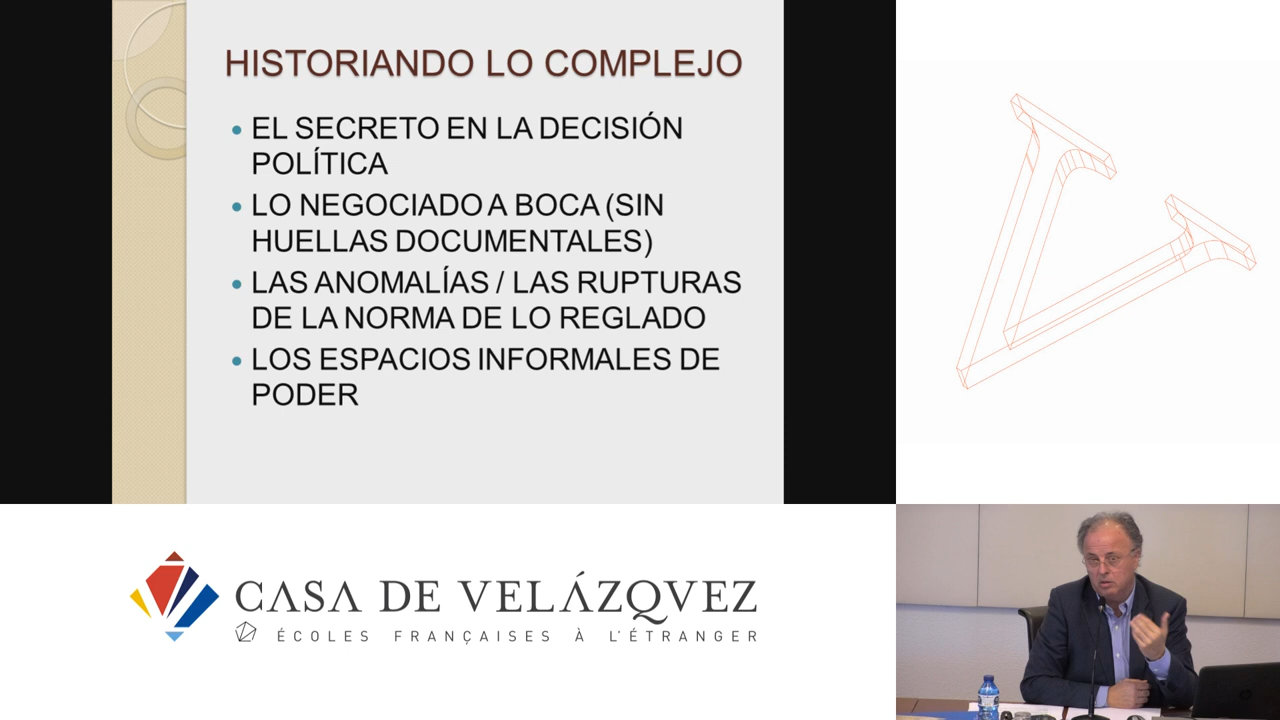 HISTORIANDO LO COMPLEJO
• EL SECRETO EN LA DECISIÓN
POLÍTICA
• LO NEGOCIADO A BOCA (SIN
HUELLAS DOCUMENTALES)
• LAS ANOMALÍAS / LAS RUPTURAS
DE LA NORMA DE LO REGLADO
• LOS ESPACIOS INFORMALES DE
PODER
CASA DE VELÁZQVEZ
ÉCOLES FRANÇAISES À L'ÉTRANGER